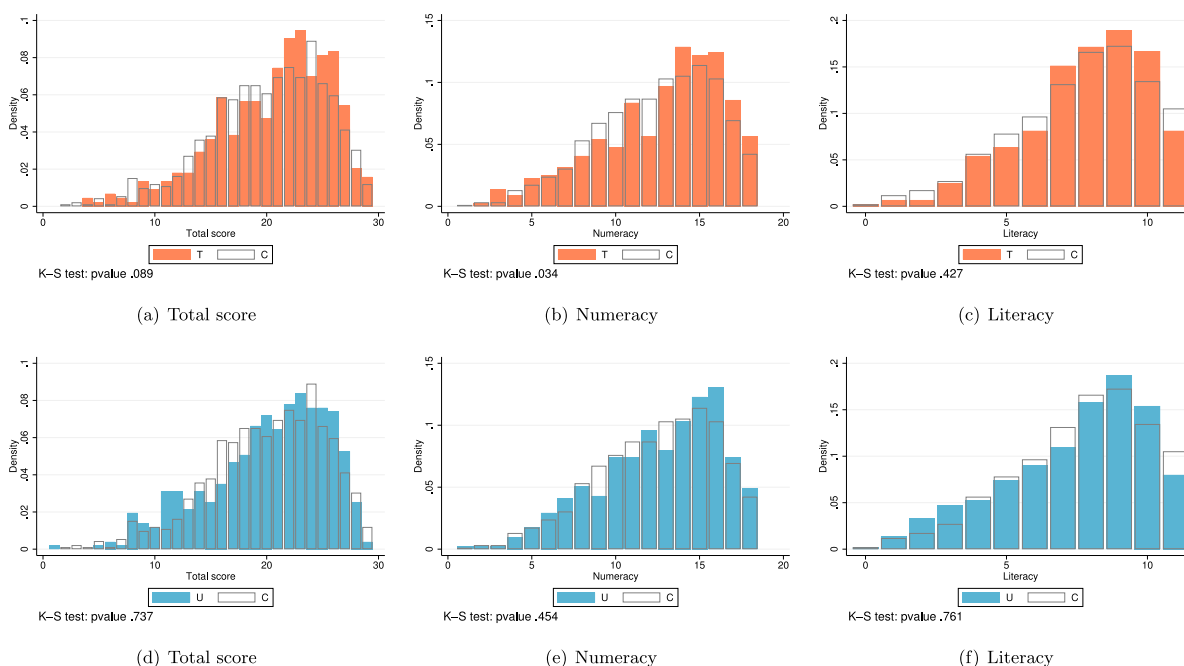 Density
0 .02 .04 .06 .08 .1
0 10 20 30
Total score
T C
K–S test: pvalue .089
(a) Total score
Density
0 .05 .1 .15
0 5 10 15 20
Numeracy
T C
K–S test: pvalue .034
(b) Numeracy
Density
0 .05 .1 .15 .2
0 5 10
Literacy
T C
K–S test: pvalue .427
(c) Literacy
Density
0 .02 .04 .06 .08 .1
0 10 20 30
Total score
U C
K–S test: pvalue .737
(d) Total score
Density
0 .05 .1 .15
0 5 10 15 20
Numeracy
U C
K–S test: pvalue .454
(e) Numeracy
Density
0 .05 .1 .15 .2
0 5 10
Literacy
U C
K–S test: pvalue .761
(f) Literacy